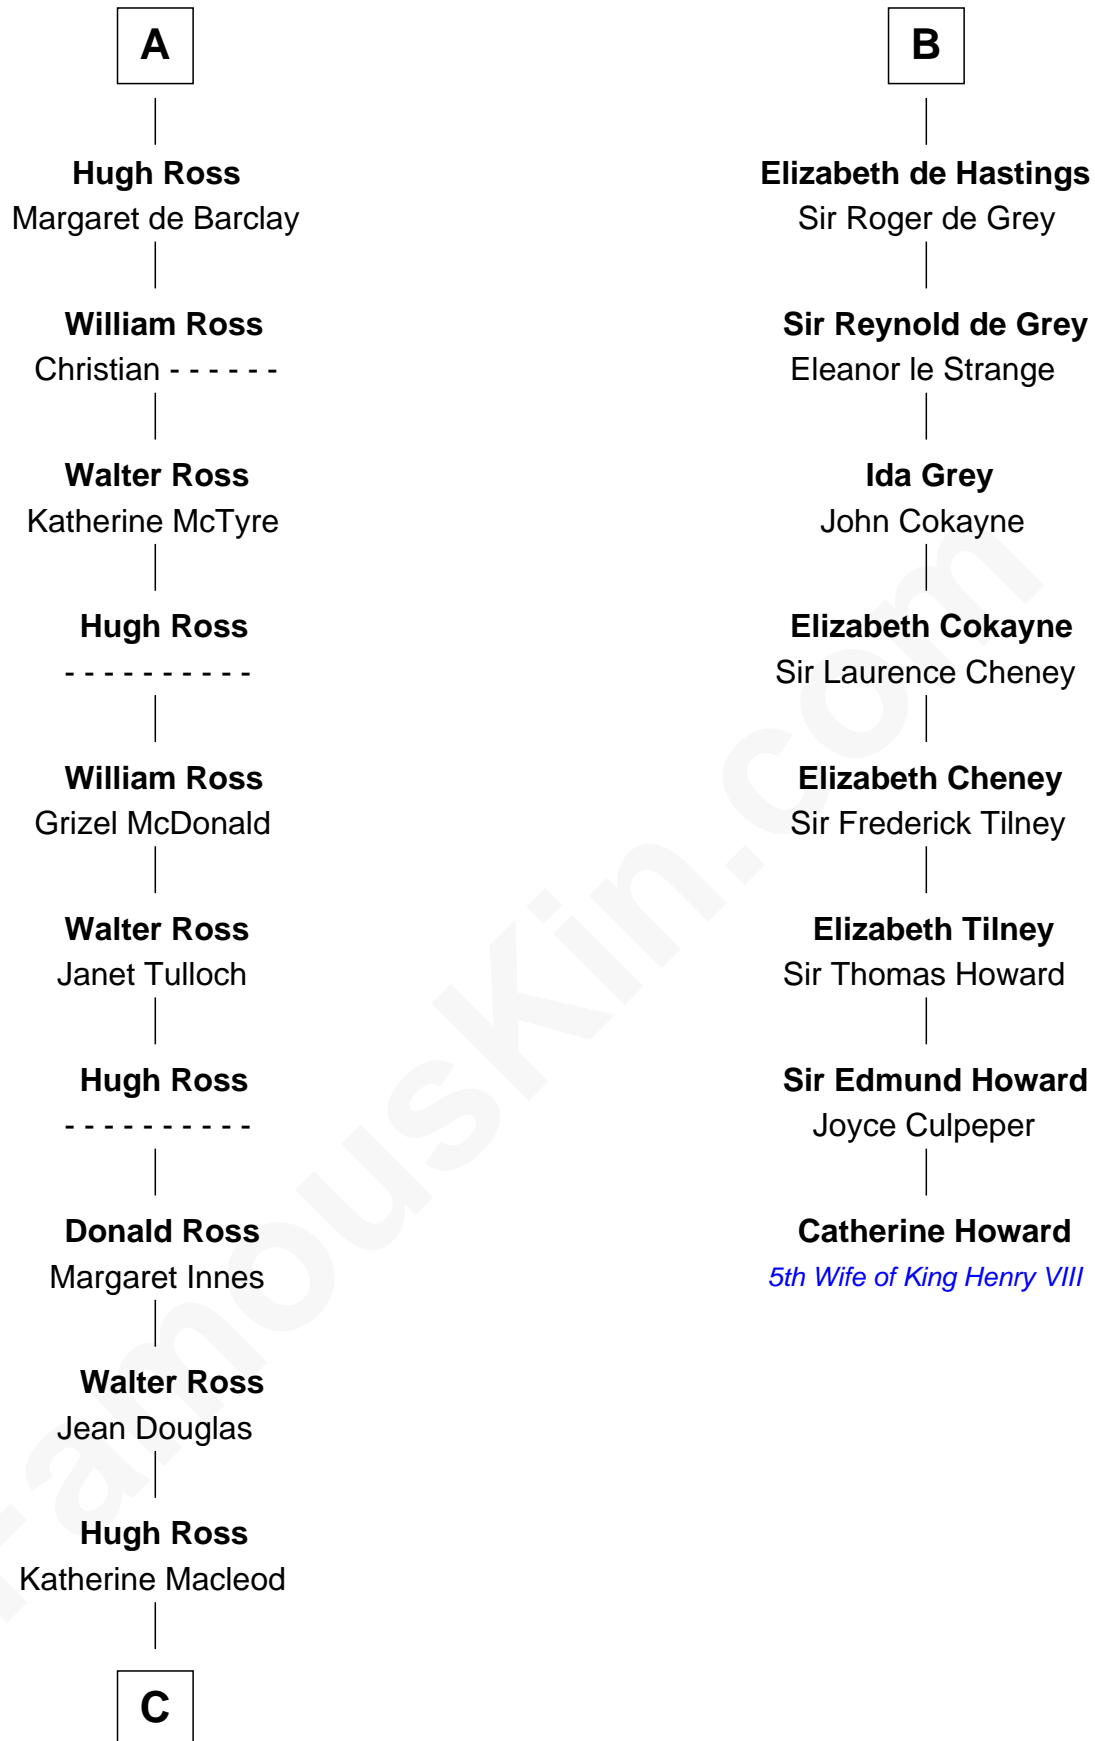 A
Hugh Ross
Margaret de Barclay
William Ross
Christian - - - - - -
Walter Ross
Katherine McTyre
Hugh Ross
- - - - - - - - - -
William Ross
Grizel McDonald
Walter Ross
Janet Tulloch
Hugh Ross
- - - - - - - - - -
Donald Ross
Margaret Innes
Walter Ross
Jean Douglas
Hugh Ross
Katherine Macleod
C
B
Elizabeth de Hastings
Sir Roger de Grey
Sir Reynold de Grey
Eleanor le Strange
Ida Grey
John Cokayne
Elizabeth Cokayne
Sir Laurence Cheney
Elizabeth Cheney
Sir Frederick Tilney
Elizabeth Tilney
Sir Thomas Howard
Sir Edmund Howard
Joyce Culpeper
Catherine Howard
5th Wife of King Henry VIII
FamousKin.com